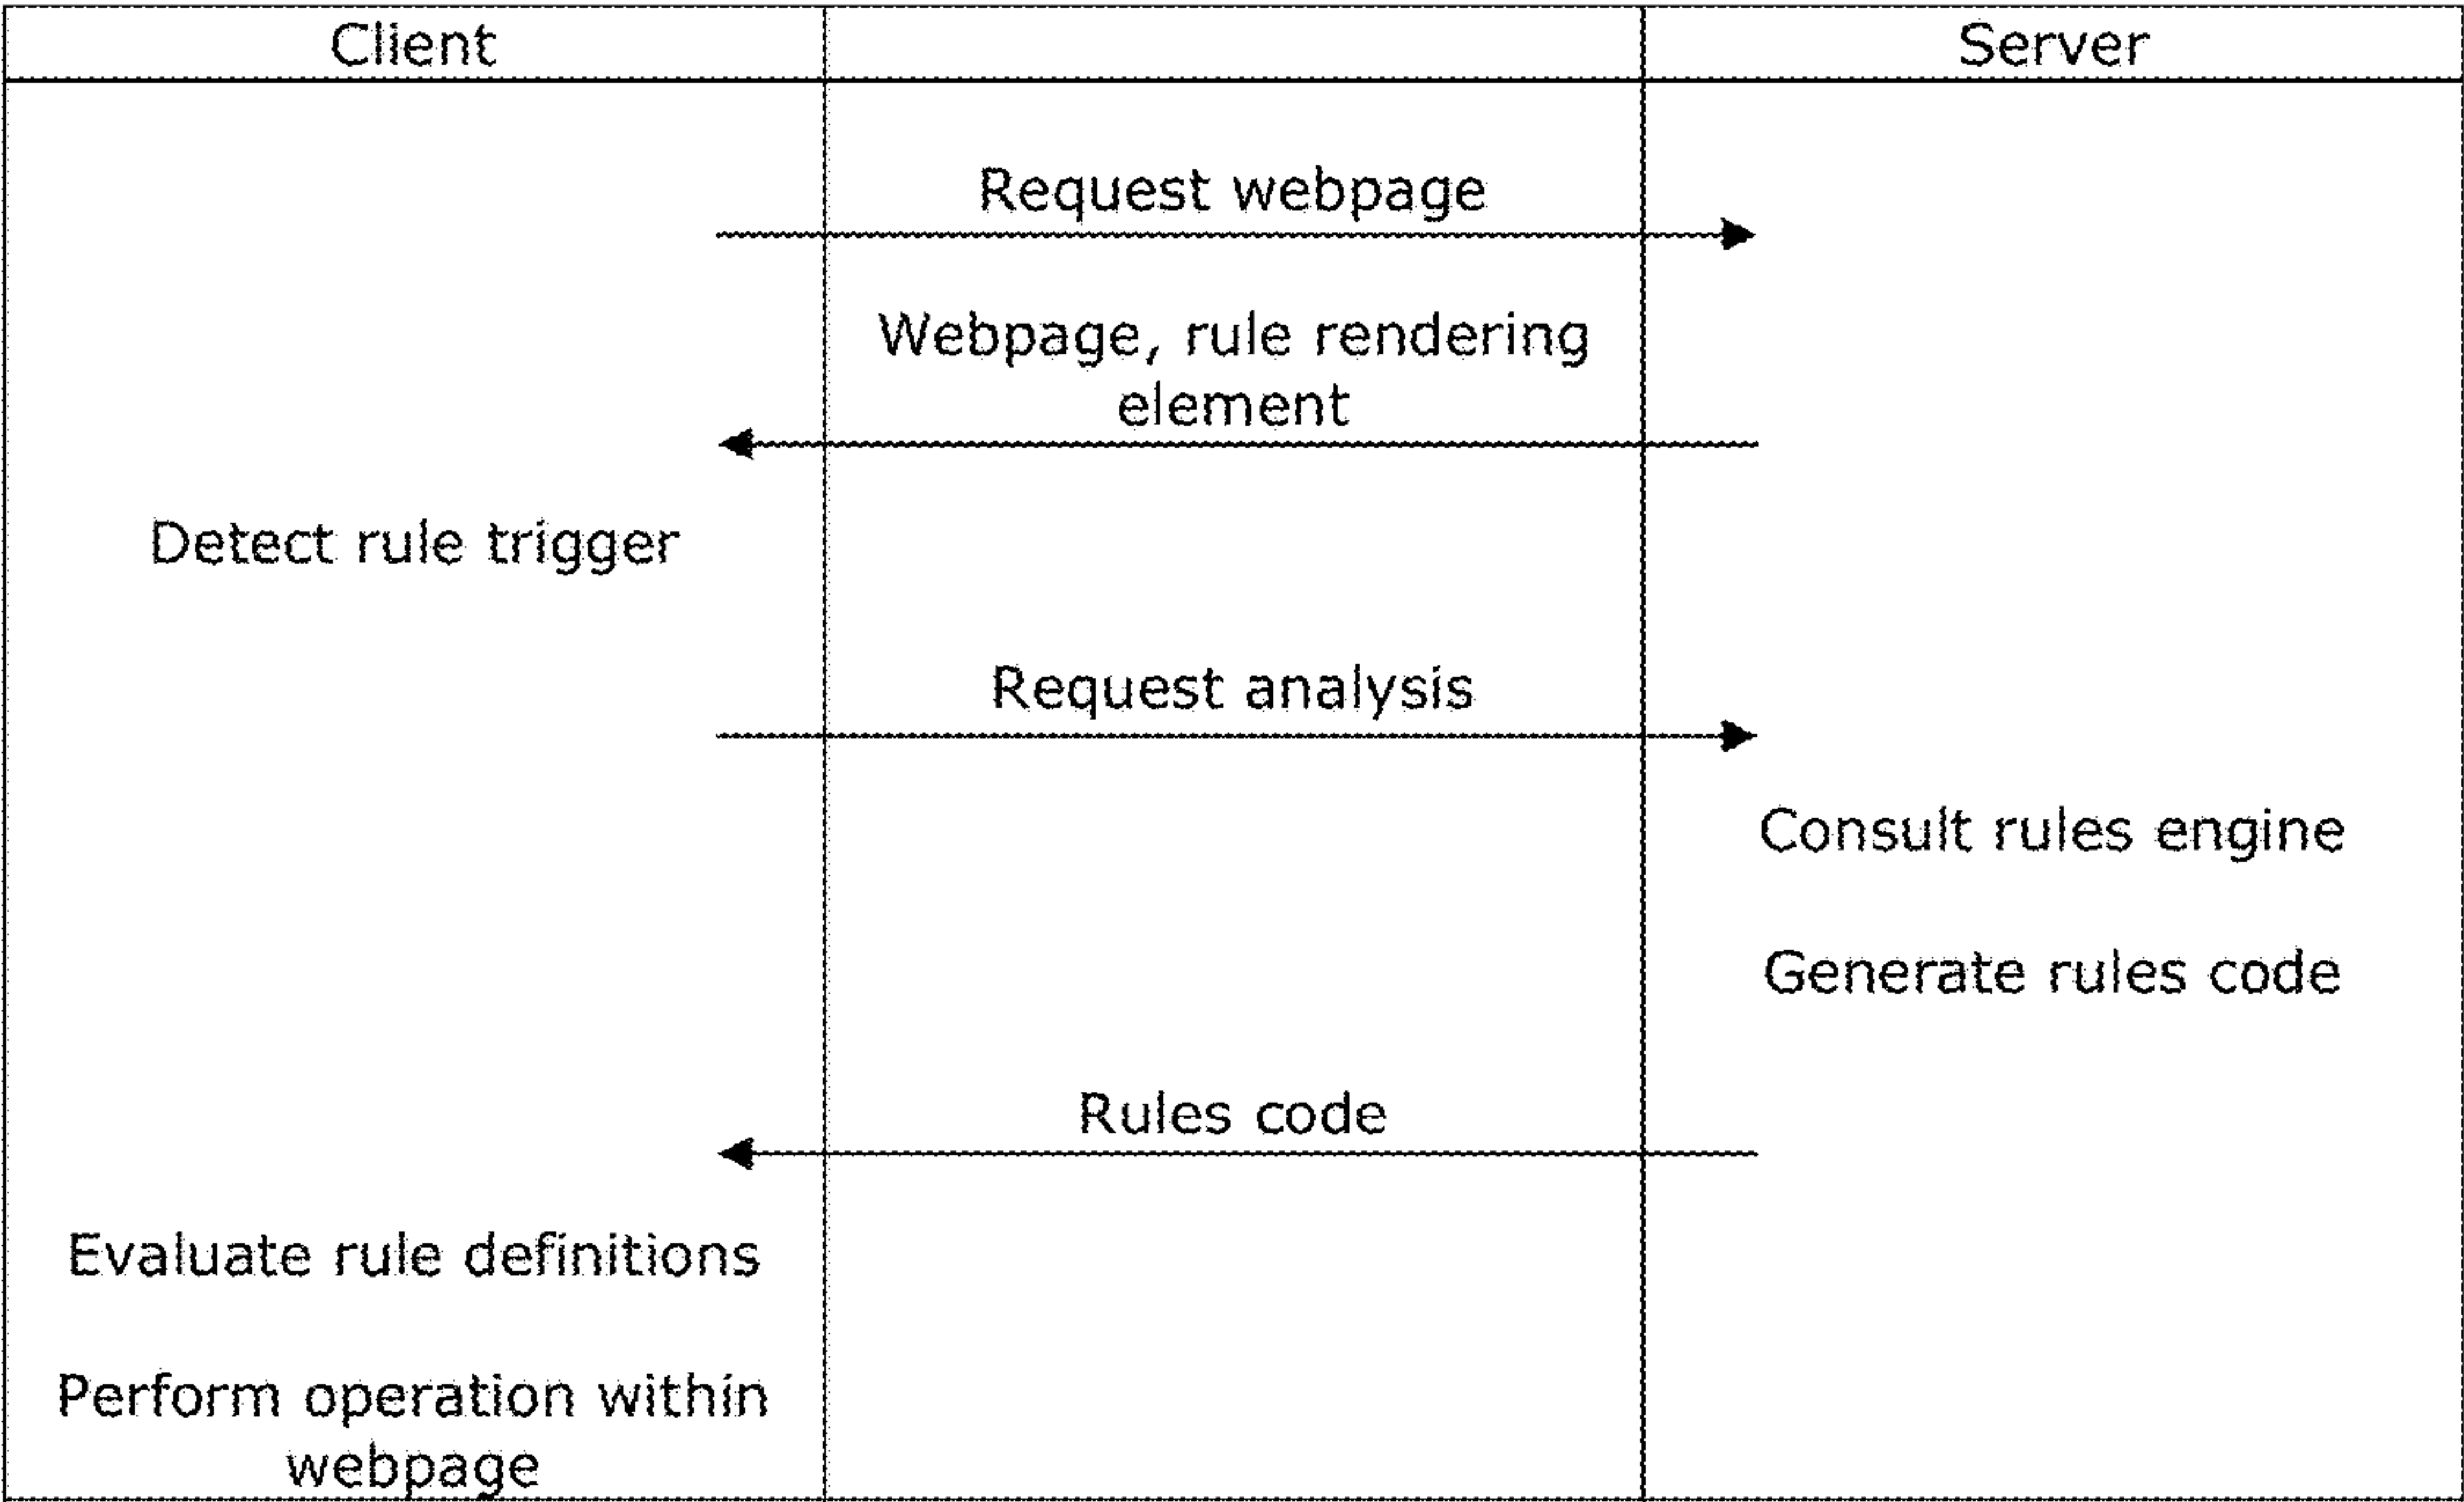 Client
Server
Request webpage
Webpage, rule rendering
element
Detect rule trigger
Request analysis
Consult rules engine
Generate rules code
Rules code
Evaluate rule definitions
Perform operation within
webpage